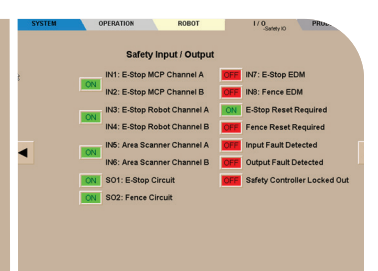 SYSTEM OPERATION ROBOT I / O
-Safety IO
Safety Input / Output
IN1: E-Stop MCP Channel A OFF IN7: E-Stop EDM
ON
IN2: E-Stop MCP Channel B OFF IN8: Fence EDM
IN3: E-Stop Robot Channel A ON E-Stop Reset Required
ON
IN4: E-Stop Robot Channel B OFF Fence Reset Required
IN5: Area Scanner Channel A OFF Input Fault Detected
ON
IN6: Area Scanner Channel B OFF Output Fault Detected
ON SO1: E-Stop Circuit OFF Safety Controller Locked Out
ON SO2: Fence Circuit